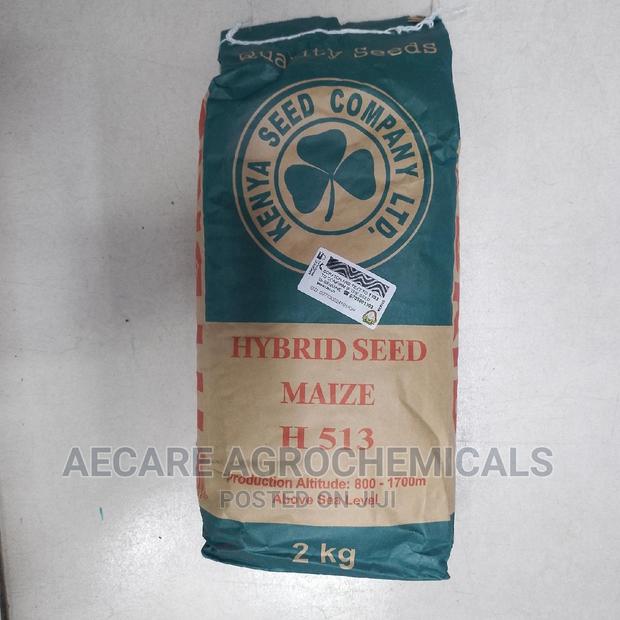 Quality Seeds
KENYA SEED COMPANY LTD.
HYBRID SEED
MAIZE
H 513
AECARE AGROCHEMICALS
Production Altitude: 800 - 1700m
POSTED ON JIJI
Above Sea Level
2 kg